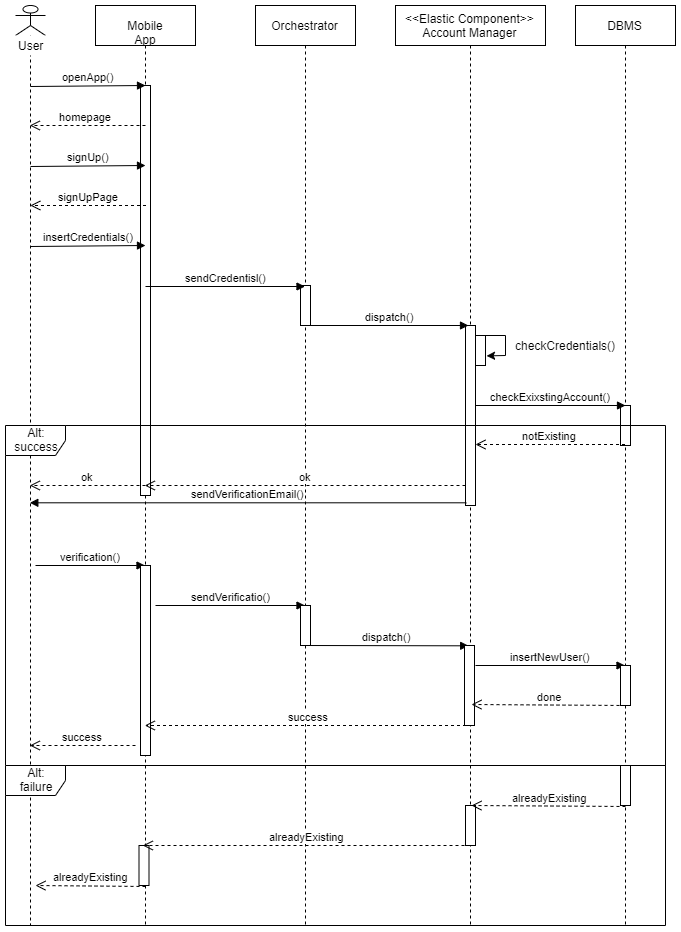 User
Mobile
App
Orchestrator
<<Elastic Component>>
Account Manager
DBMS
openApp()
homepage
signUp()
signUpPage
insertCredentials()
sendCredentisl()
dispatch()
checkCredentials()
checkExixstingAccount()
Alt:
success
notExisting
ok
ok
sendVerificationEmail()
verification()
sendVerificatio()
dispatch()
insertNewUser()
done
success
success
Alt:
failure
alreadyExisting
alreadyExisting
alreadyExisting